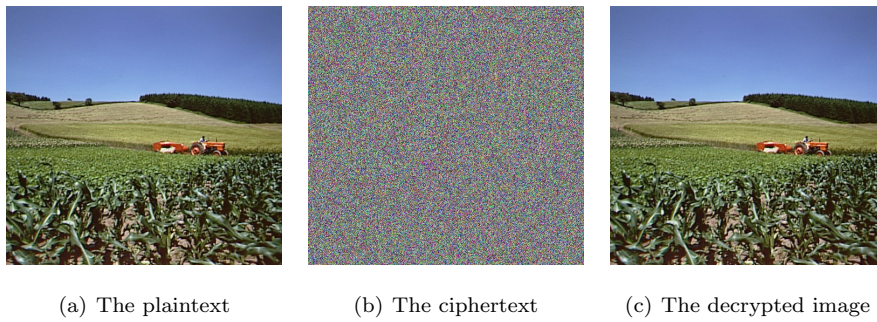 (a) The plaintext
(b) The ciphertext
(c) The decrypted image